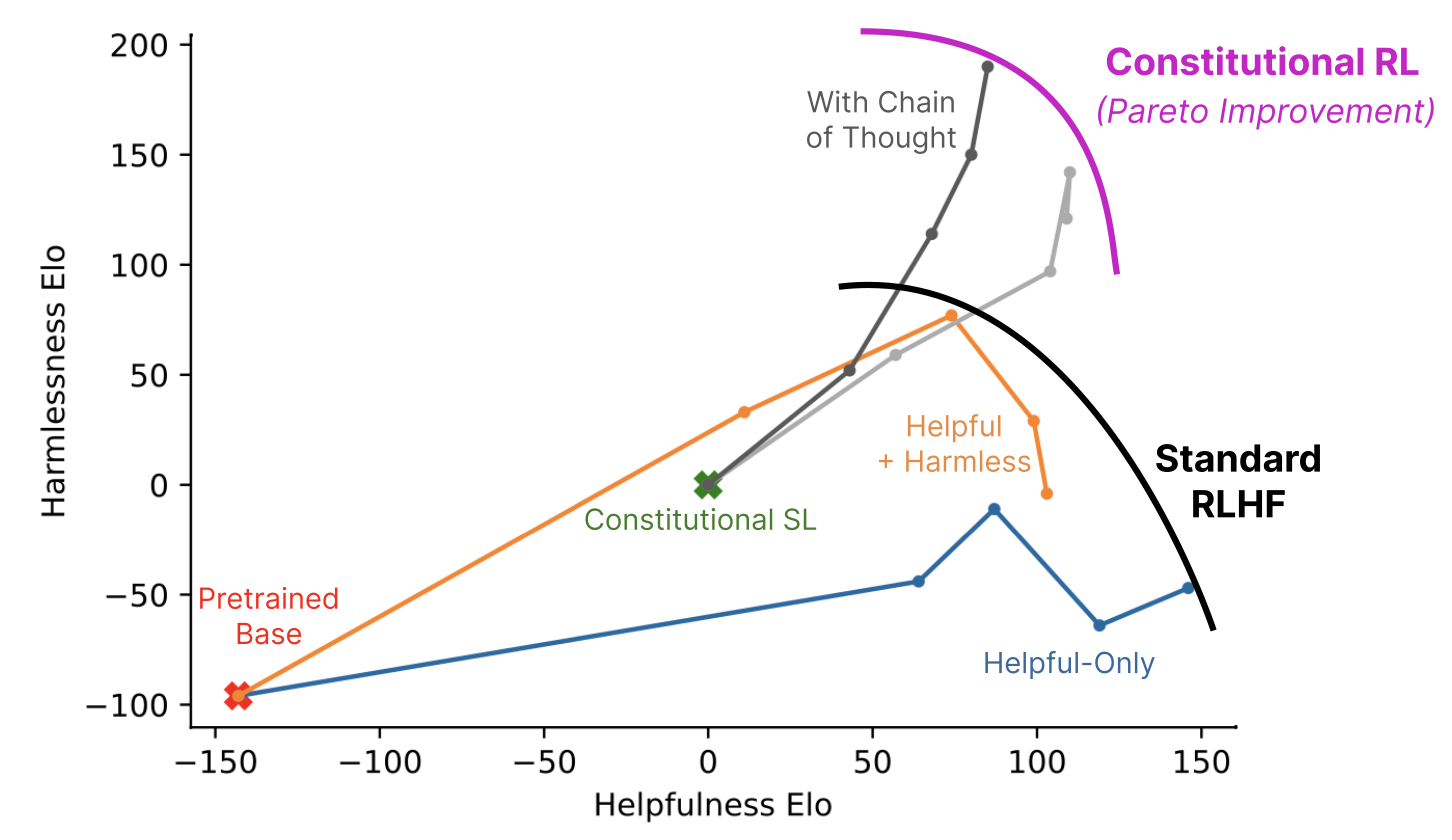 200
150
100
50
0
−50
−100
Harmlessness Elo
With Chain
of Thought
Constitutional RL
(Pareto Improvement)
Helpful
+ Harmless
Standard
RLHF
Constitutional SL
Pretrained
Base
Helpful-Only
−150
−100
−50
0
50
100
150
Helpfulness Elo